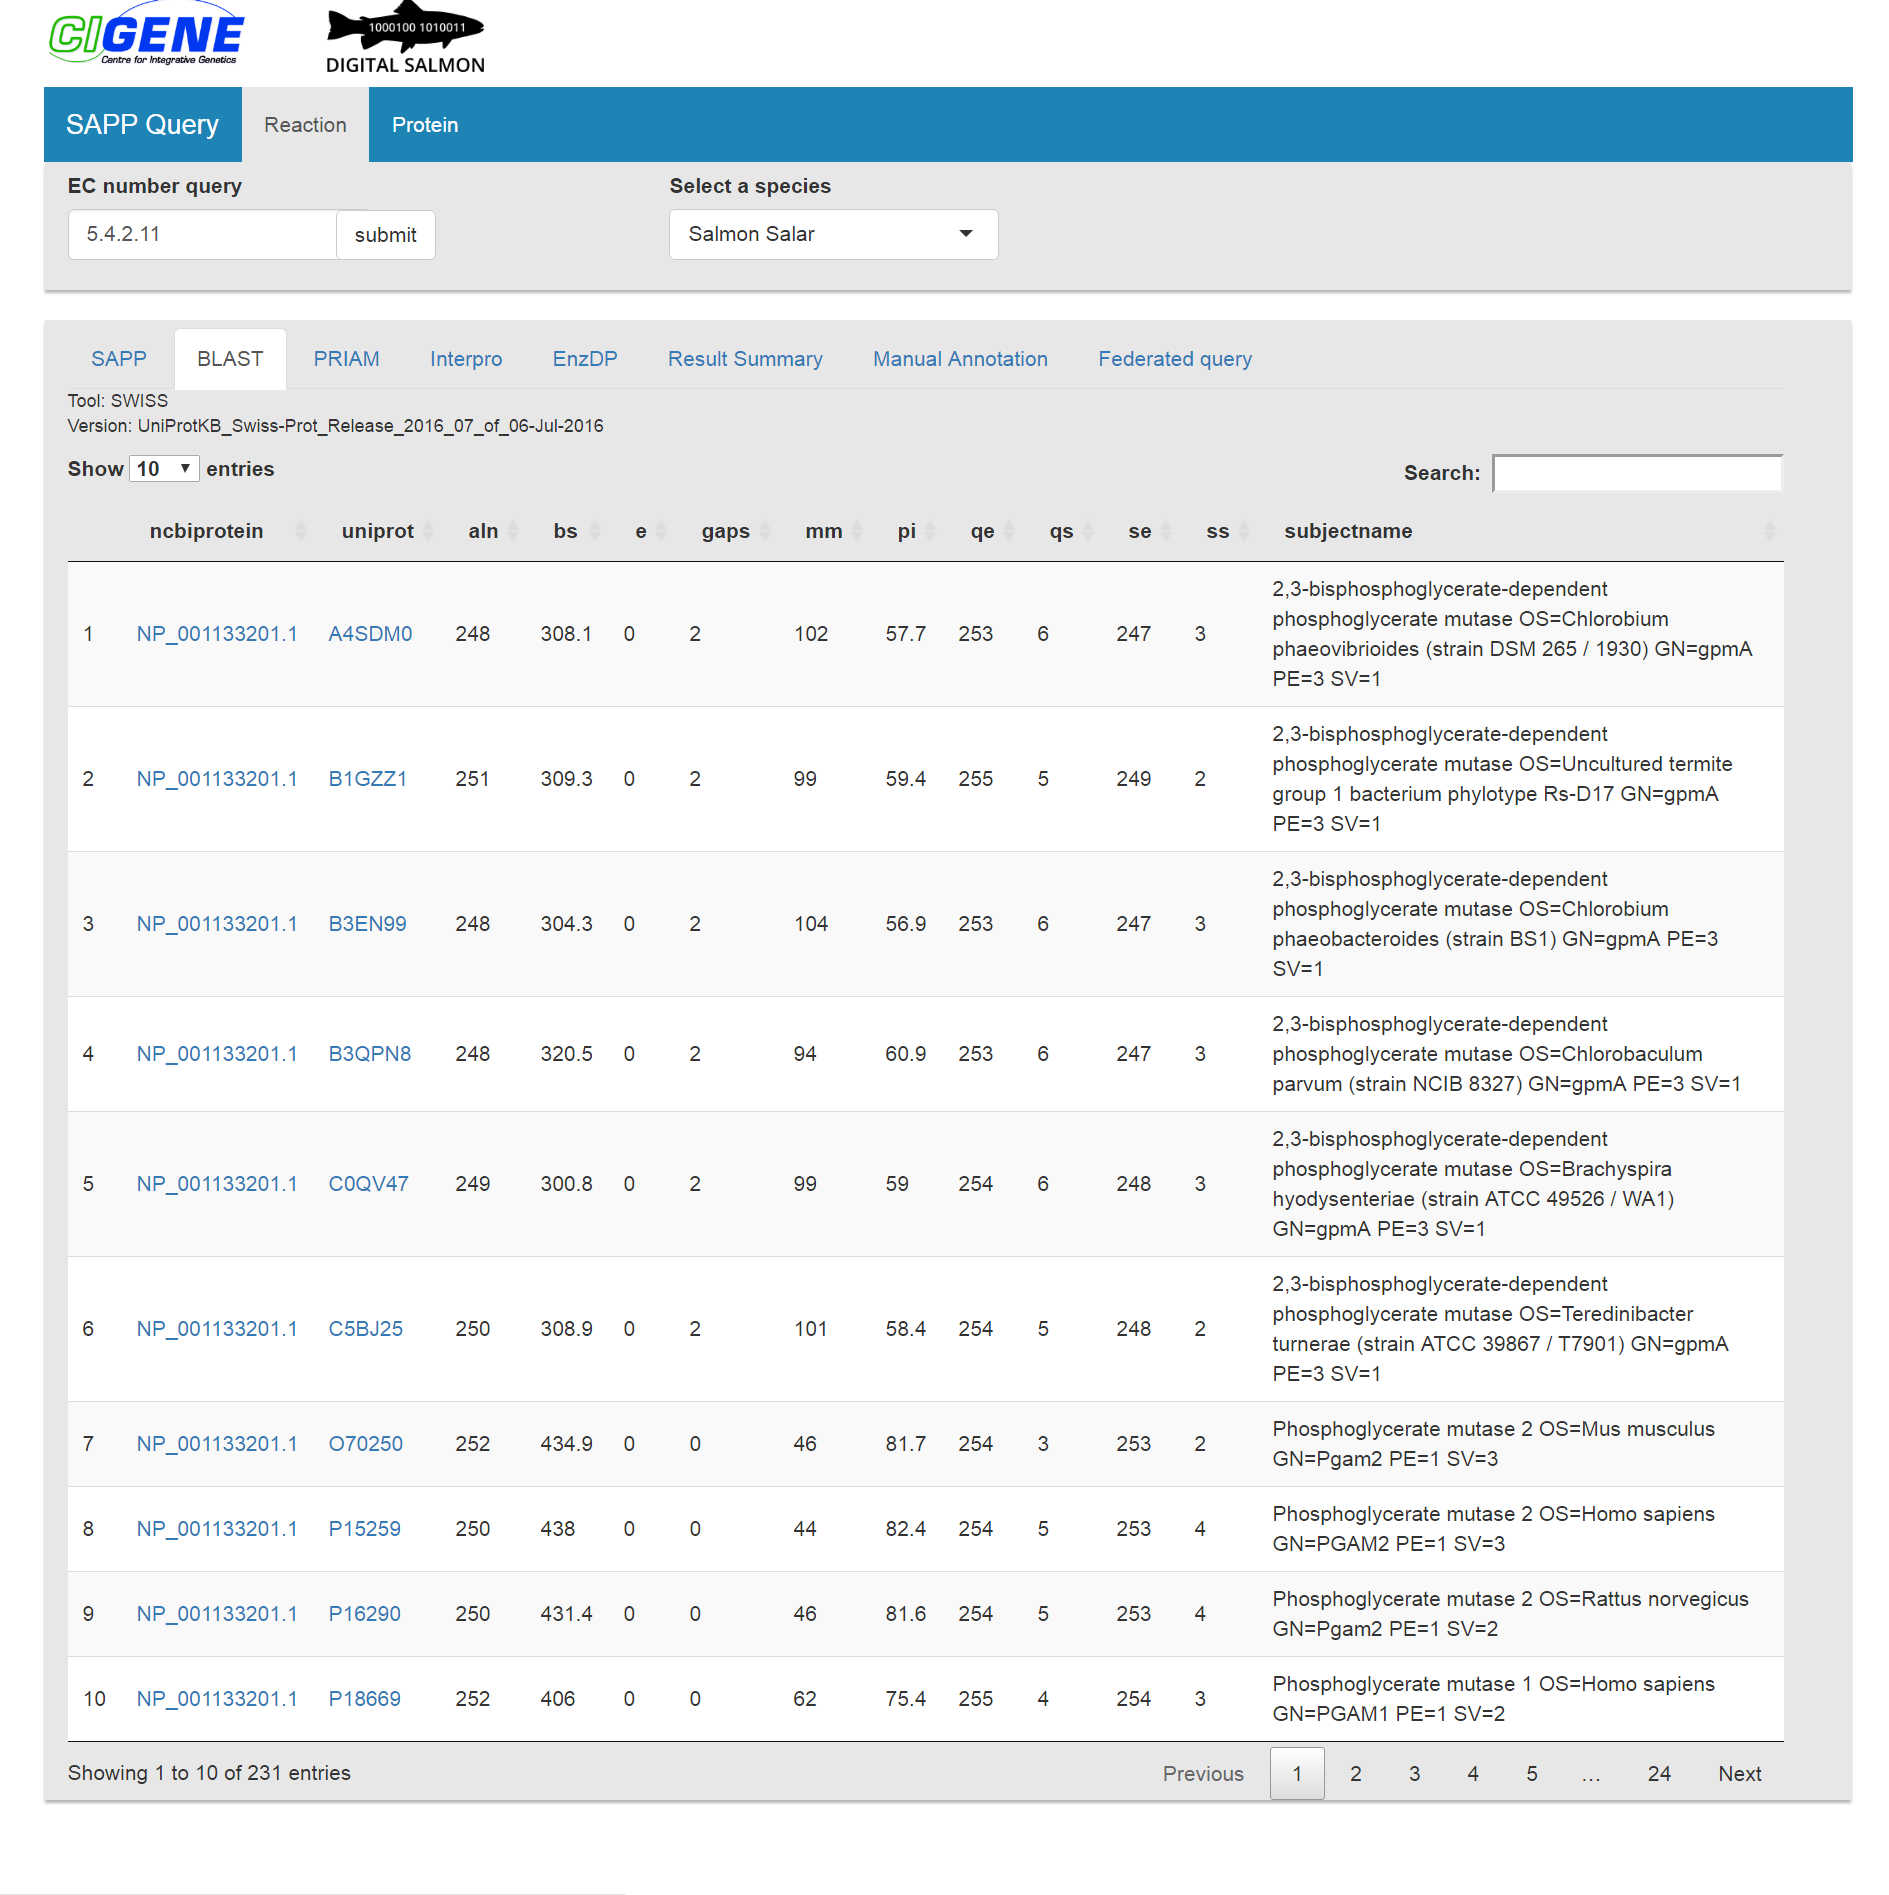 CIGENE
Centre for Integrative Genetics
1000100 1010011
DIGITAL SALMON
SAPP Query Reaction Protein
EC number query Select a species
5.4.2.11 submit Salmon Salar
SAPP BLAST PRIAM Interpro EnzDP Result Summary Manual Annotation Federated query
Tool: SWISS
Version: UniProtKB_Swiss-Prot_Release_2016_07_of_06-Jul-2016
Show 10 entries Search:
ncbiprotein uniprot aln bs e gaps mm pi qe qs se ss subjectname
2,3-bisphosphoglycerate-dependent
phosphoglycerate mutase OS=Chlorobium
1 NP_001133201.1 A4SDM0 248 308.1 0 2 102 57.7 253 6 247 3
phaeovibrioides (strain DSM 265 / 1930) GN=gpmA
PE=3 SV=1
2,3-bisphosphoglycerate-dependent
phosphoglycerate mutase OS=Uncultured termite
2 NP_001133201.1 B1GZZ1 251 309.3 0 2 99 59.4 255 5 249 2
group 1 bacterium phylotype Rs-D17 GN=gpmA
PE=3 SV=1
2,3-bisphosphoglycerate-dependent
phosphoglycerate mutase OS=Chlorobium
3 NP_001133201.1 B3EN99 248 304.3 0 2 104 56.9 253 6 247 3
phaeobacteroides (strain BS1) GN=gpmA PE=3
SV=1
2,3-bisphosphoglycerate-dependent
4 NP_001133201.1 B3QPN8 248 320.5 0 2 94 60.9 253 6 247 3 phosphoglycerate mutase OS=Chlorobaculum
parvum (strain NCIB 8327) GN=gpmA PE=3 SV=1
2,3-bisphosphoglycerate-dependent
phosphoglycerate mutase OS=Brachyspira
5 NP_001133201.1 C0QV47 249 300.8 0 2 99 59 254 6 248 3
hyodysenteriae (strain ATCC 49526 / WA1)
GN=gpmA PE=3 SV=1
2,3-bisphosphoglycerate-dependent
phosphoglycerate mutase OS=Teredinibacter
6 NP_001133201.1 C5BJ25 250 308.9 0 2 101 58.4 254 5 248 2
turnerae (strain ATCC 39867 / T7901) GN=gpmA
PE=3 SV=1
7 NP_001133201.1 O70250 252 434.9 0 0 46 81.7 254 3 253 2 Phosphoglycerate mutase 2 OS=Mus musculus
GN=Pgam2 PE=1 SV=3
8 NP_001133201.1 P15259 250 438 0 0 44 82.4 254 5 253 4 Phosphoglycerate mutase 2 OS=Homo sapiens
GN=PGAM2 PE=1 SV=3
9 NP_001133201.1 P16290 250 431.4 0 0 46 81.6 254 5 253 4 Phosphoglycerate mutase 2 OS=Rattus norvegicus
GN=Pgam2 PE=1 SV=2
10 NP_001133201.1 P18669 252 406 0 0 62 75.4 255 4 254 3 Phosphoglycerate mutase 1 OS=Homo sapiens
GN=PGAM1 PE=1 SV=2
Showing 1 to 10 of 231 entries Previous 1 2 3 4 5 … 24 Next